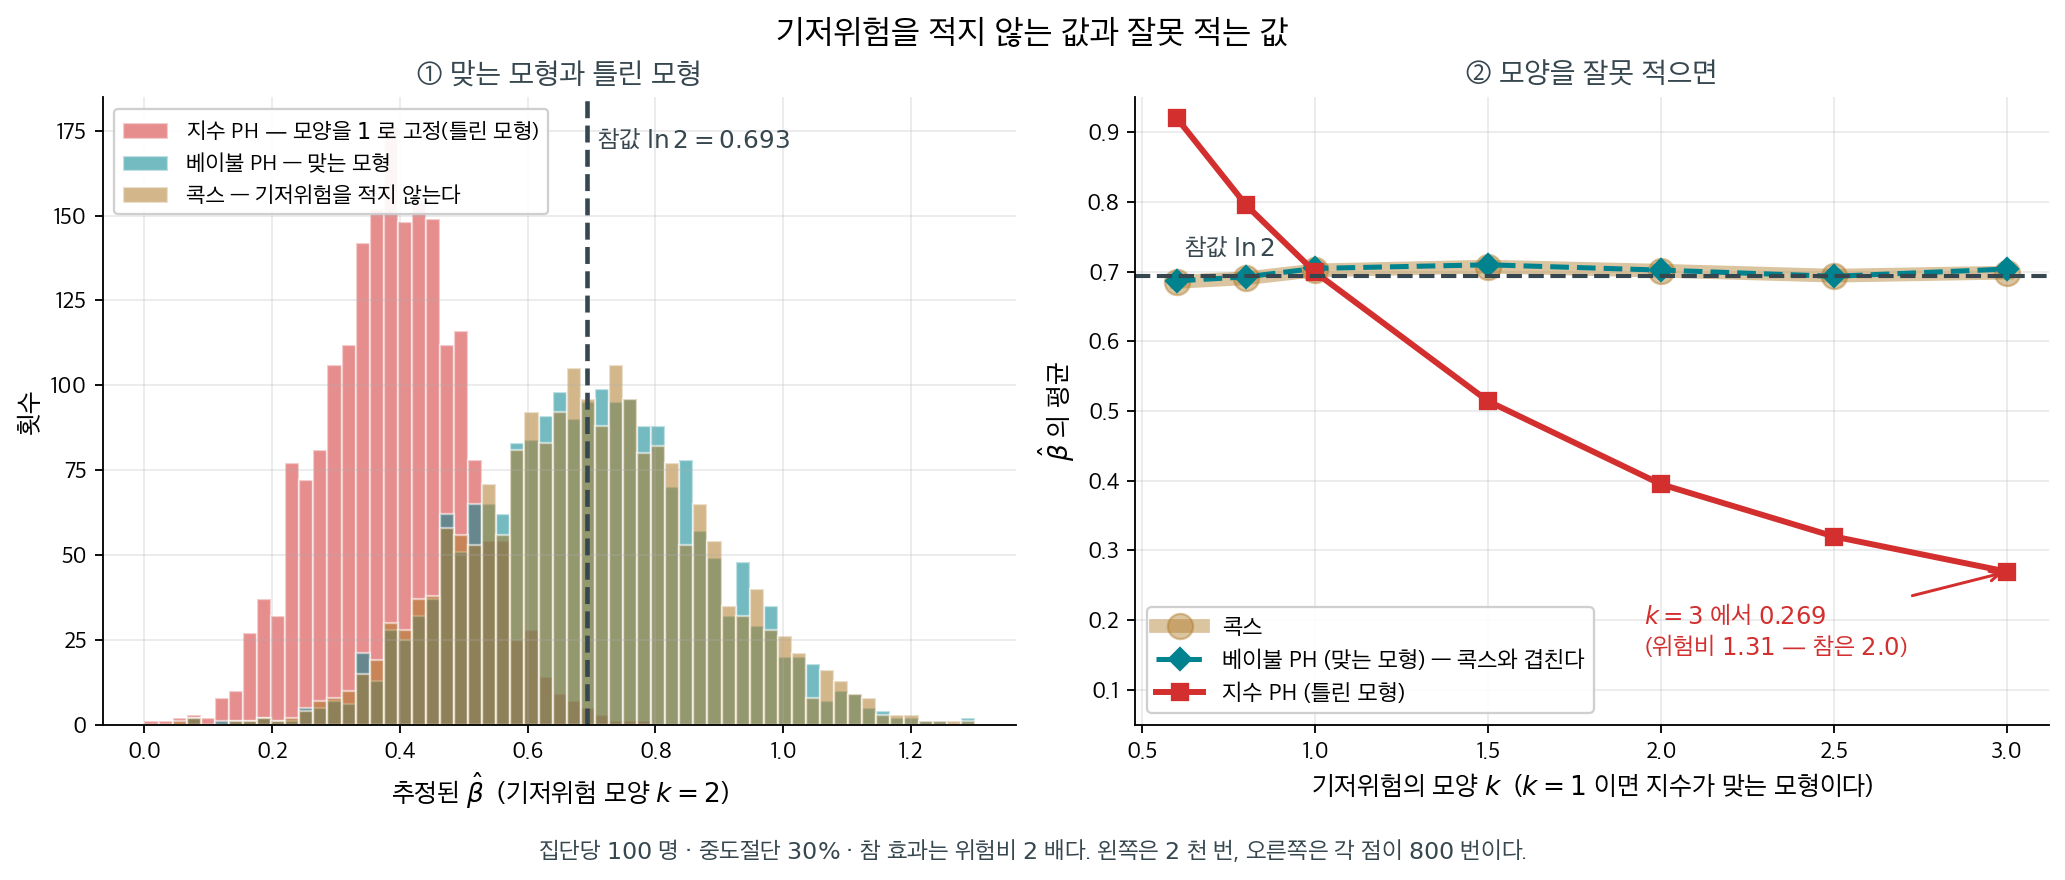 기저위험을 적지 않는 값과 잘못 적는 값
① 맞는 모형과 틀린 모형
지수 PH — 모양을 1 로 고정(틀린 모형)
베이불 PH — 맞는 모형
콕스 — 기저위험을 적지 않는다
참값 ln 2 = 0.693
횟수
175
150
125
100
75
50
25
0
0.0 0.2 0.4 0.6 0.8 1.0 1.2
추정된 β̂ (기저위험 모양 k = 2)
② 모양을 잘못 적으면
참값 ln 2
β̂ 의 평균
0.9
0.8
0.7
0.6
0.5
0.4
0.3
0.2
0.1
k = 3 에서 0.269
(위험비 1.31 — 참은 2.0)
콕스
베이불 PH (맞는 모형) — 콕스와 겹친다
지수 PH (틀린 모형)
0.5 1.0 1.5 2.0 2.5 3.0
기저위험의 모양 k (k = 1 이면 지수가 맞는 모형이다)
집단당 100 명 · 중도절단 30% · 참 효과는 위험비 2 배다. 왼쪽은 2 천 번, 오른쪽은 각 점이 800 번이다.